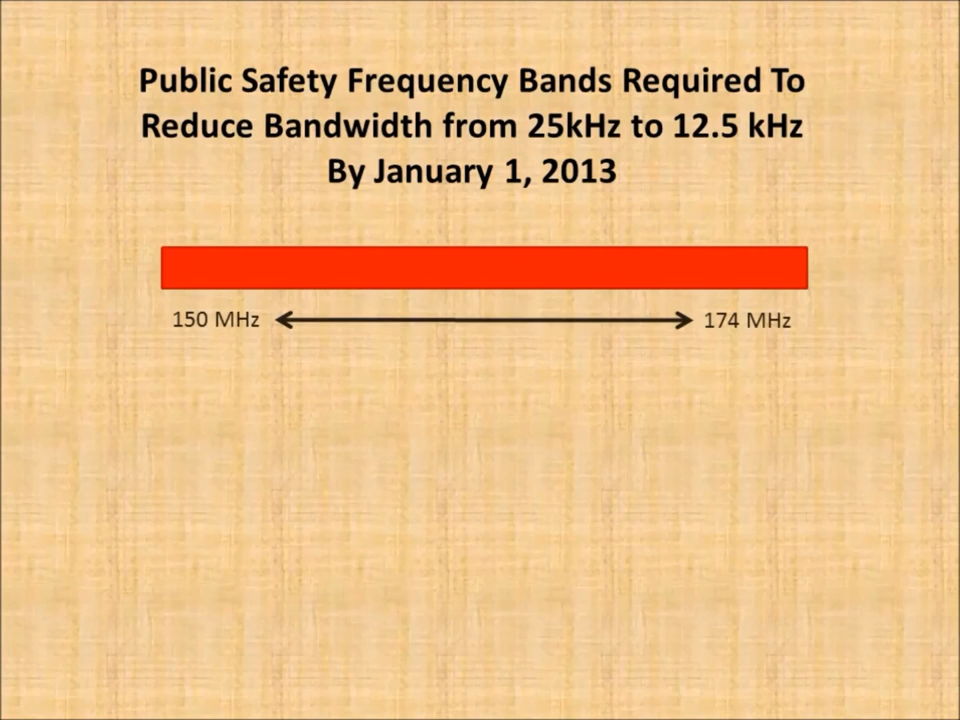 Public Safety Frequency Bands Required To
Reduce Bandwidth from 25kHz to 12.5 kHz
By January 1, 2013
150 MHz 174 MHz